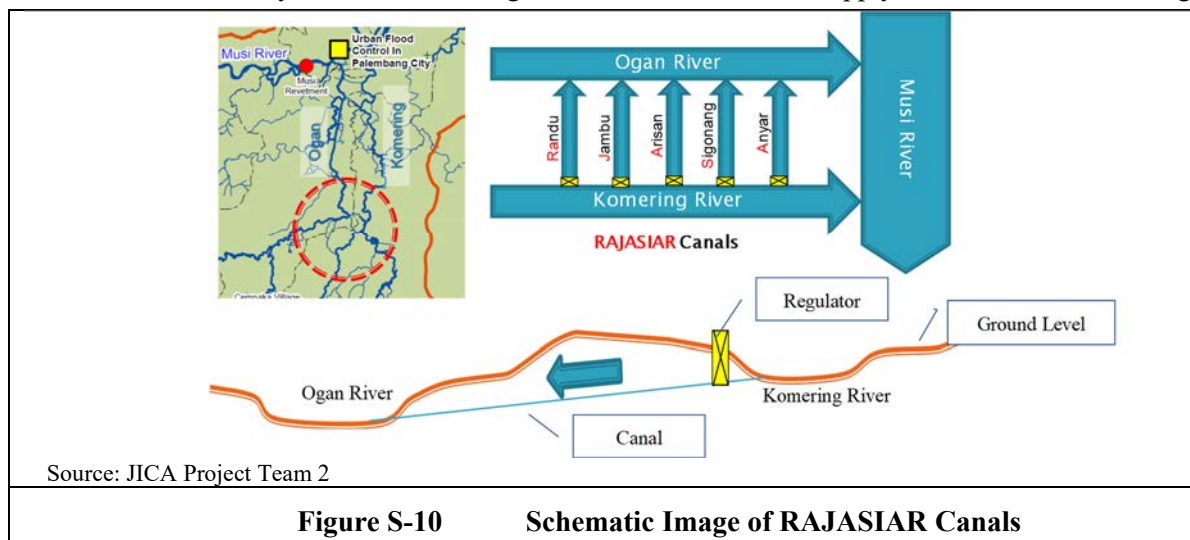 Urban Flood
Control In
Palembang City
Musi River
Musi
Revetment
Ogan
Komering
Ogan River
Randu
Jambu
Arisan
Sigonang
Anyar
Musi River
Komering River
RAJASIAR Canals
Regulator
Ground Level
Ogan River
Komering River
Canal
Source: JICA Project Team 2
Figure S-10 Schematic Image of RAJASIAR Canals